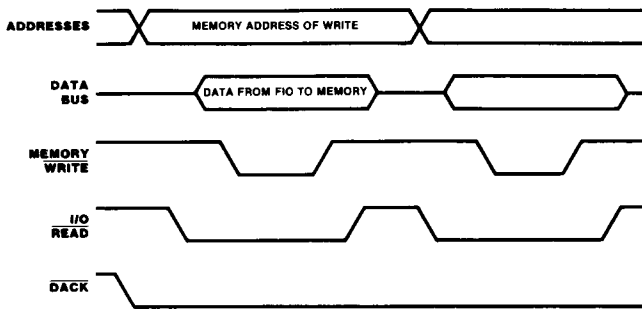 ADDRESSES
MEMORY ADDRESS OF WRITE
DATA
BUS
DATA FROM FIO TO MEMORY
MEMORY
WRITE
I/O
READ
DACK